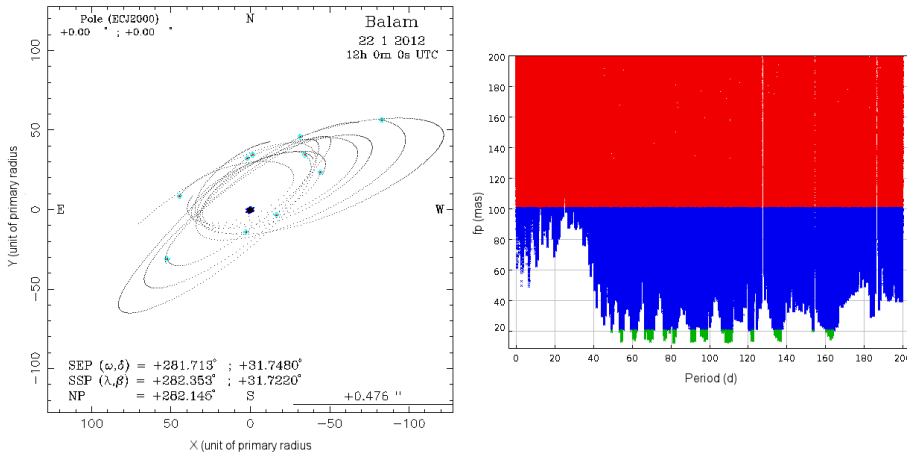 Pole (ECJ2000)
+0.00 " ; +0.00 "
N
Balam
22 1 2012
12h 0m 0s UTC
E
W
100
50
0
−50
−100
Y (unit of primary radius)
SEP (ω,δ) = +281.713° ; +31.7480°
SSP (λ,β) = +282.353° ; +31.7220°
NP = +282.146° S
+0.476 "
100 50 0 −50 −100
X (unit of primary radius
200
180
160
140
120
100
80
60
40
20
fp (mas)
0 20 40 60 80 100 120 140 160 180 200
Period (d)